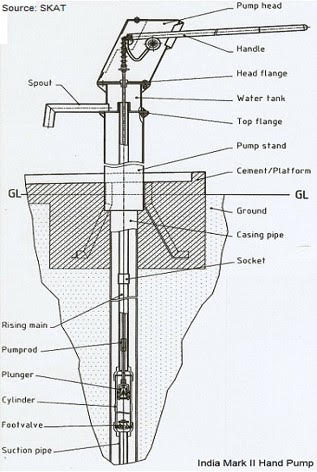 Source: SKAT
Pump head
Handle
Head flange
Spout
Water tank
Top flange
Pump stand
Cement/Platform
GL
GL
Ground
Casing pipe
Socket
Rising main
Pumprod
Plunger
Cylinder
Footvalve
Suction pipe
India Mark II Hand Pump